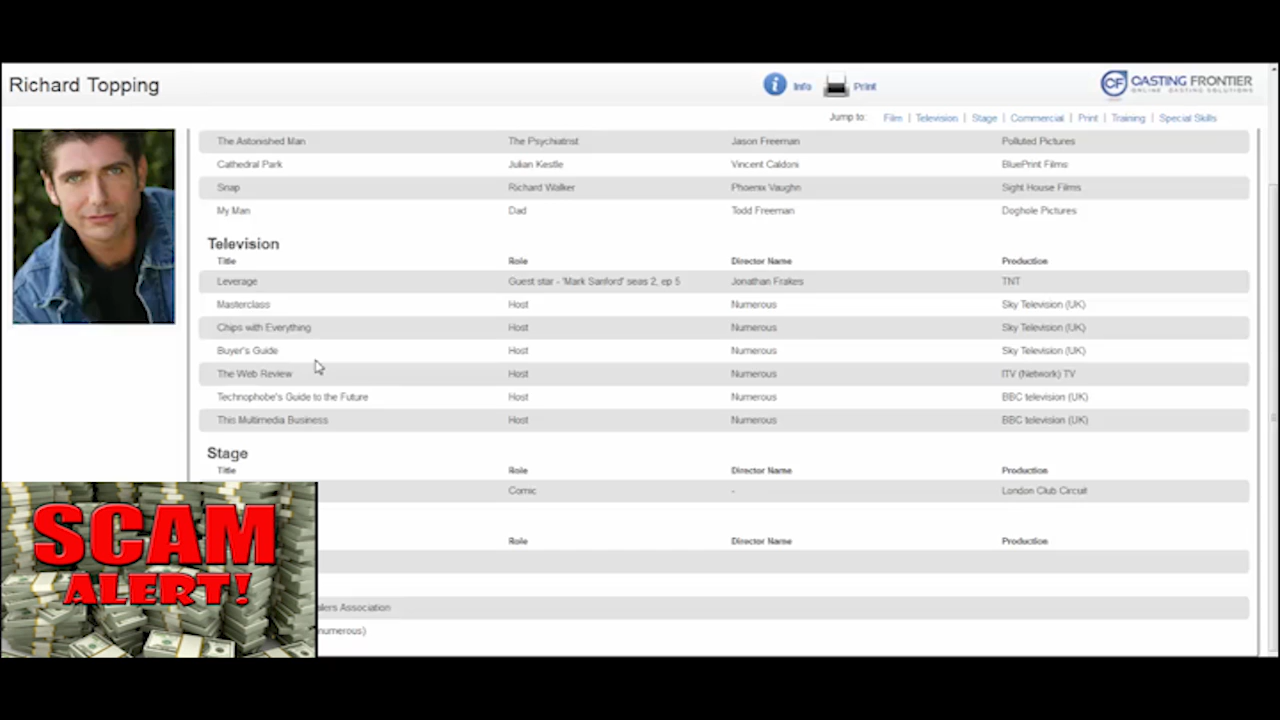 Richard Topping
Info Print
CF CASTING FRONTIER
ONLINE CASTING SOLUTIONS
Jump to: Film | Television | Stage | Commercial | Print | Training | Special Skills
The Astonished Man The Psychiatrist Jason Freeman Polluted Pictures
Cathedral Park Julian Kestle Vincent Caldoni BluePrint Films
Snap Richard Walker Phoenix Vaughn Sight House Films
My Man Dad Todd Freeman Doghole Pictures
Television
Title Role Director Name Production
Leverage Guest star - 'Mark Sanford' seas 2, ep 5 Jonathan Frakes TNT
Masterclass Host Numerous Sky Television (UK)
Chips with Everything Host Numerous Sky Television (UK)
Buyer's Guide Host Numerous Sky Television (UK)
The Web Review Host Numerous ITV (Network) TV
Technophobe's Guide to the Future Host Numerous BBC television (UK)
This Multimedia Business Host Numerous BBC television (UK)
Stage
Title Role Director Name Production
Comic - London Club Circuit
Role Director Name Production
Association
numerous)
SCAM
ALERT!